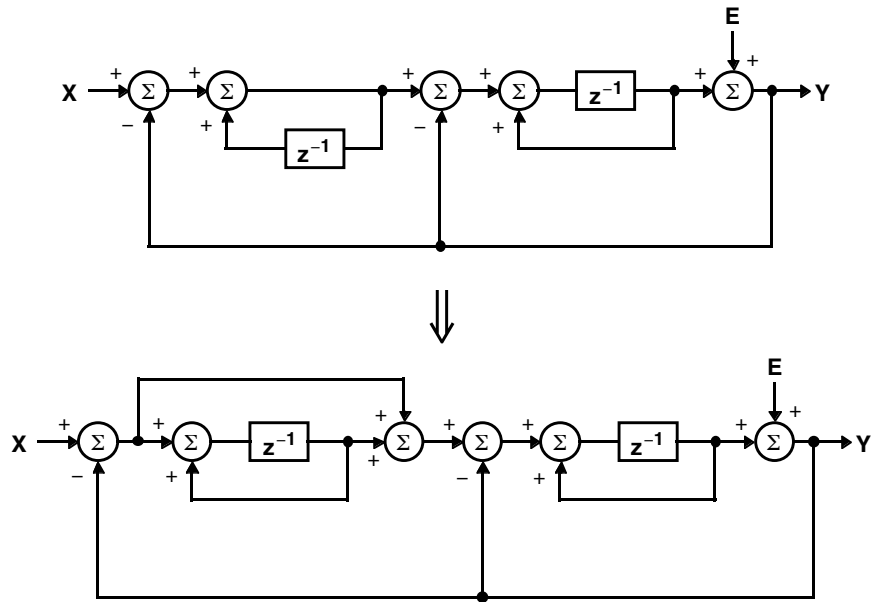 E
+ + + + + +
X Σ Σ Σ Σ z⁻¹ Σ Y
− + − +
z⁻¹
E
+ + + + + + +
X Σ Σ z⁻¹ Σ Σ Σ z⁻¹ Σ Y
− + + − +